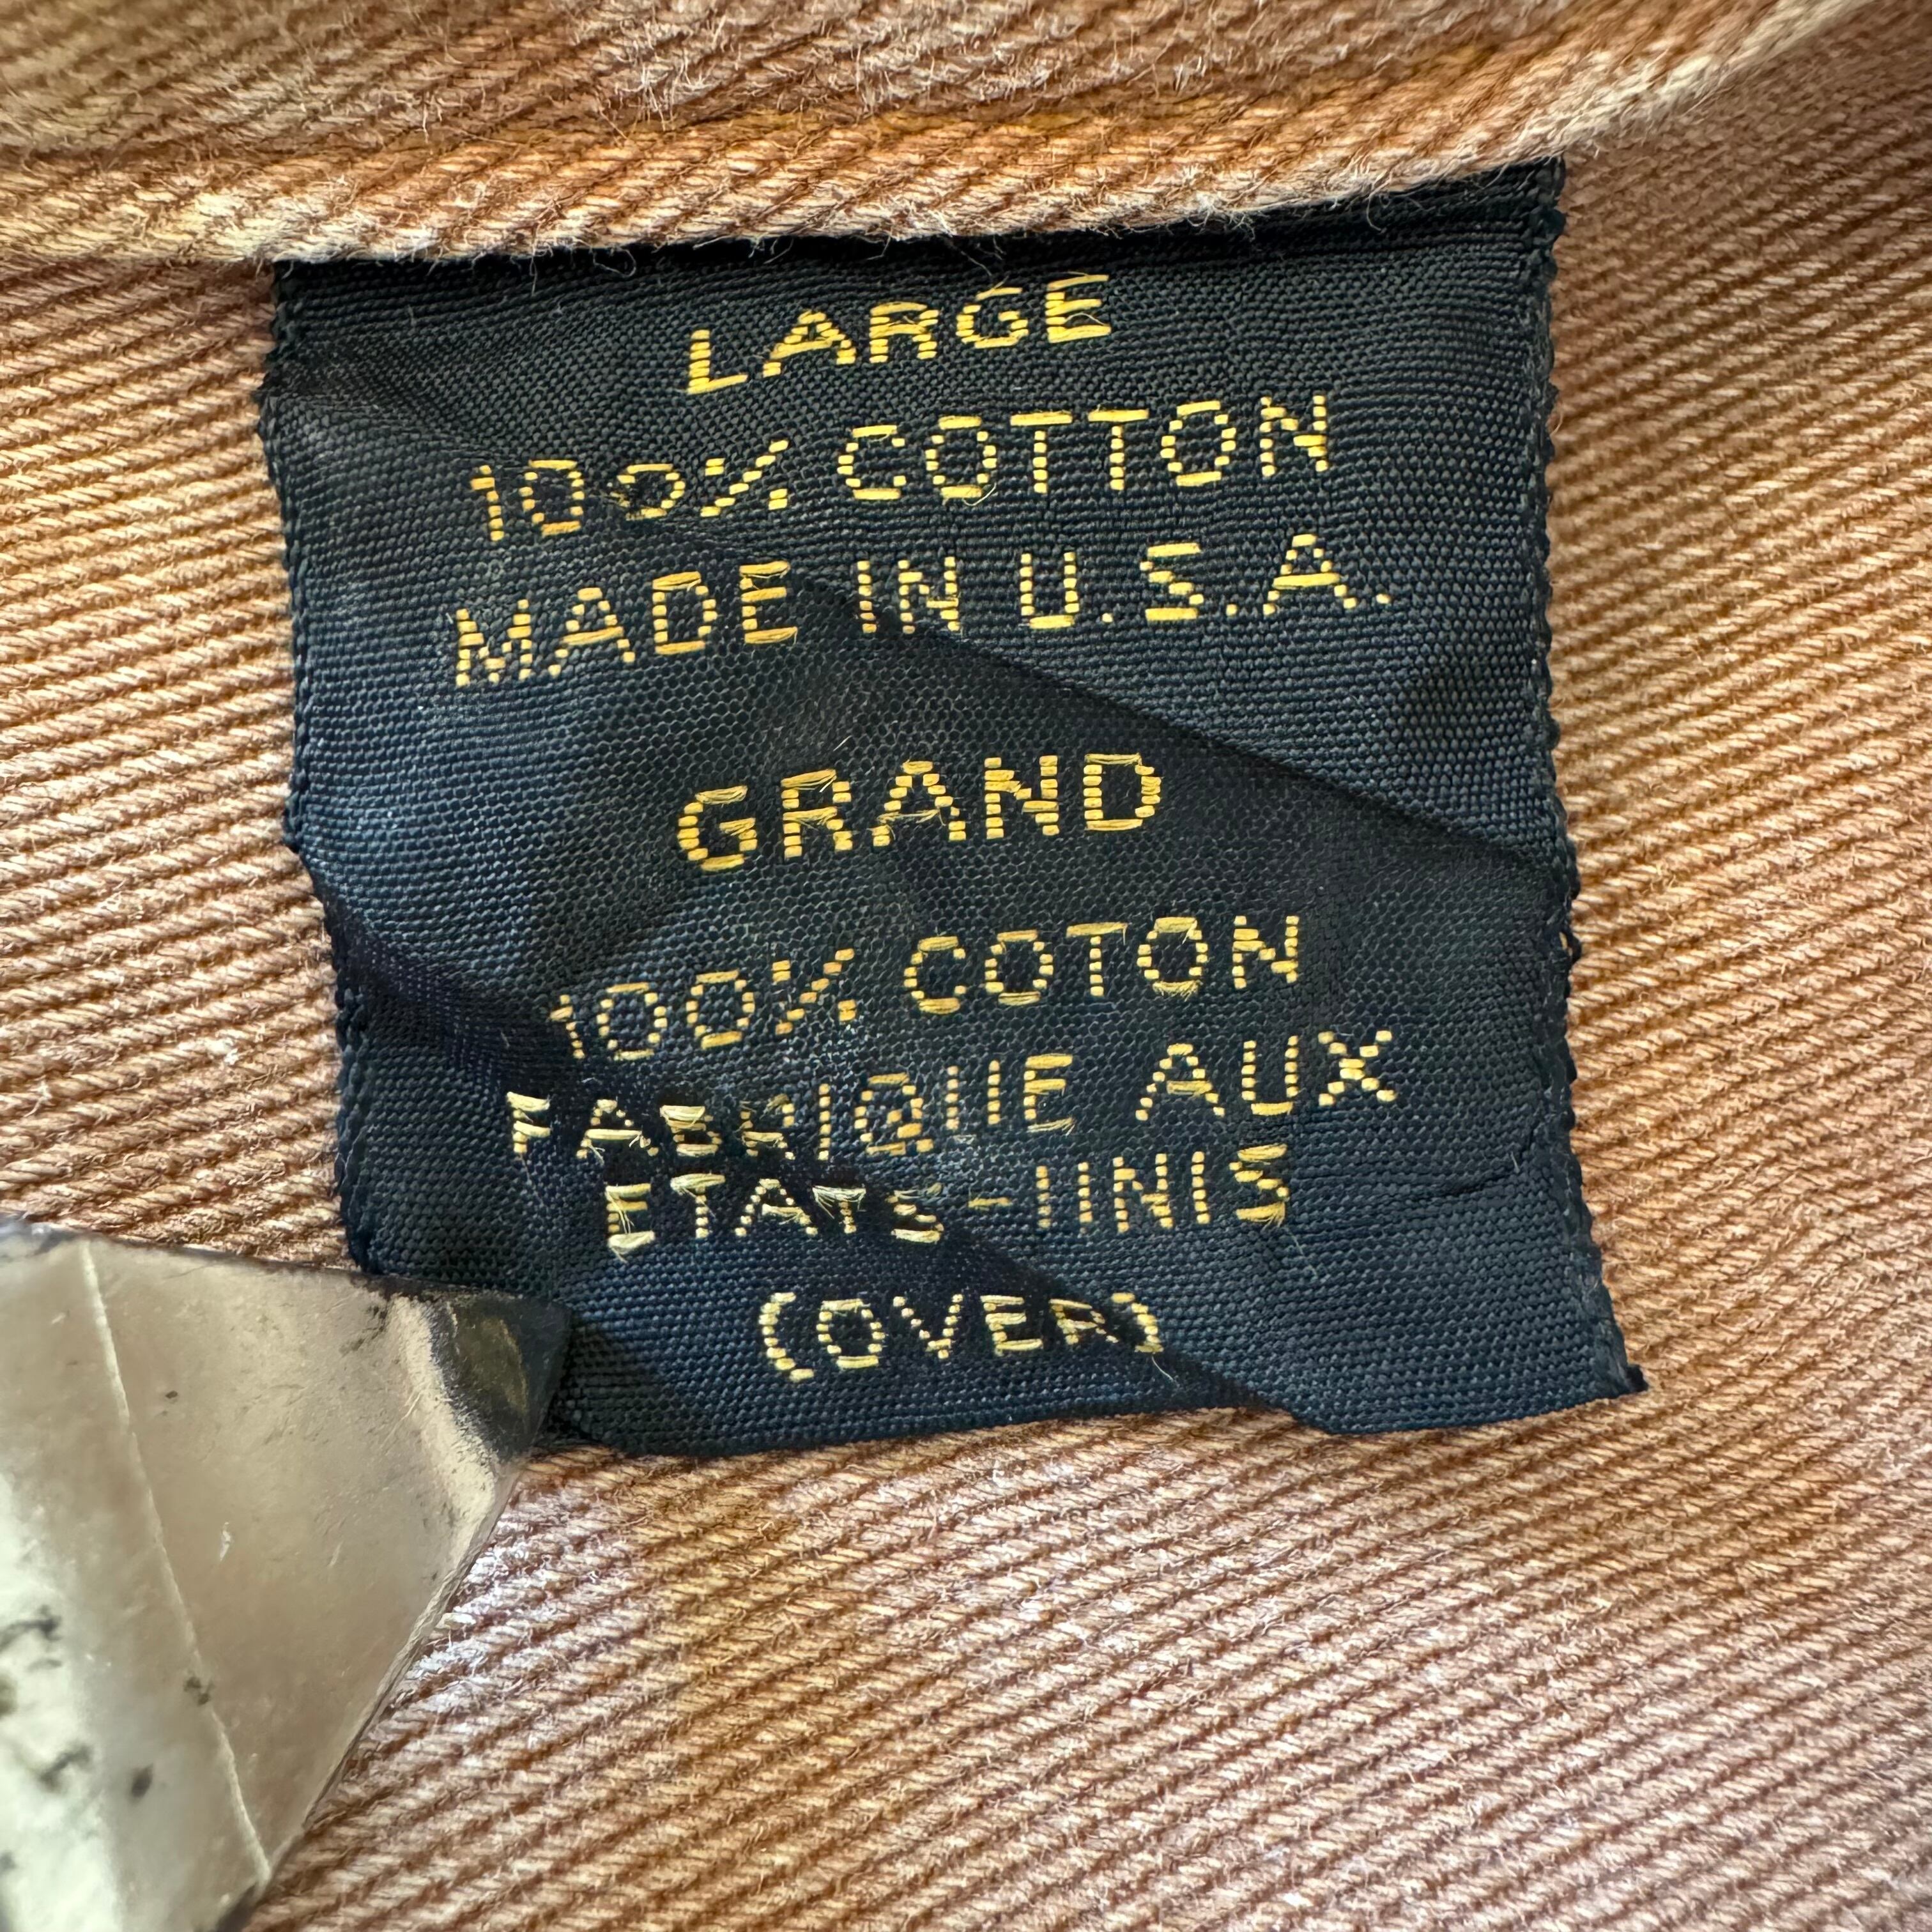 LARGE
100% COTTON
MADE IN U.S.A.
GRAND
100% COTON
FABRIQUE AUX
ETATS-UNIS
(OVER)